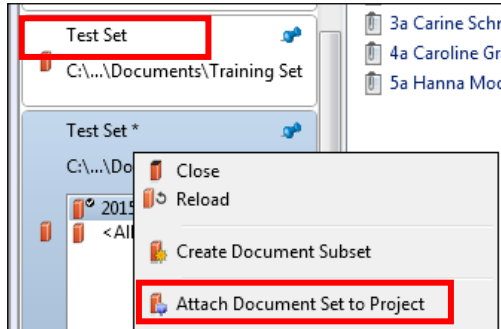 Test Set
C:\...\Documents\Training Set
Test Set *
C:\...\Do
2015
<All
Close
Reload
Create Document Subset
Attach Document Set to Project
3a Carine Schr
4a Caroline Gr
5a Hanna Moo